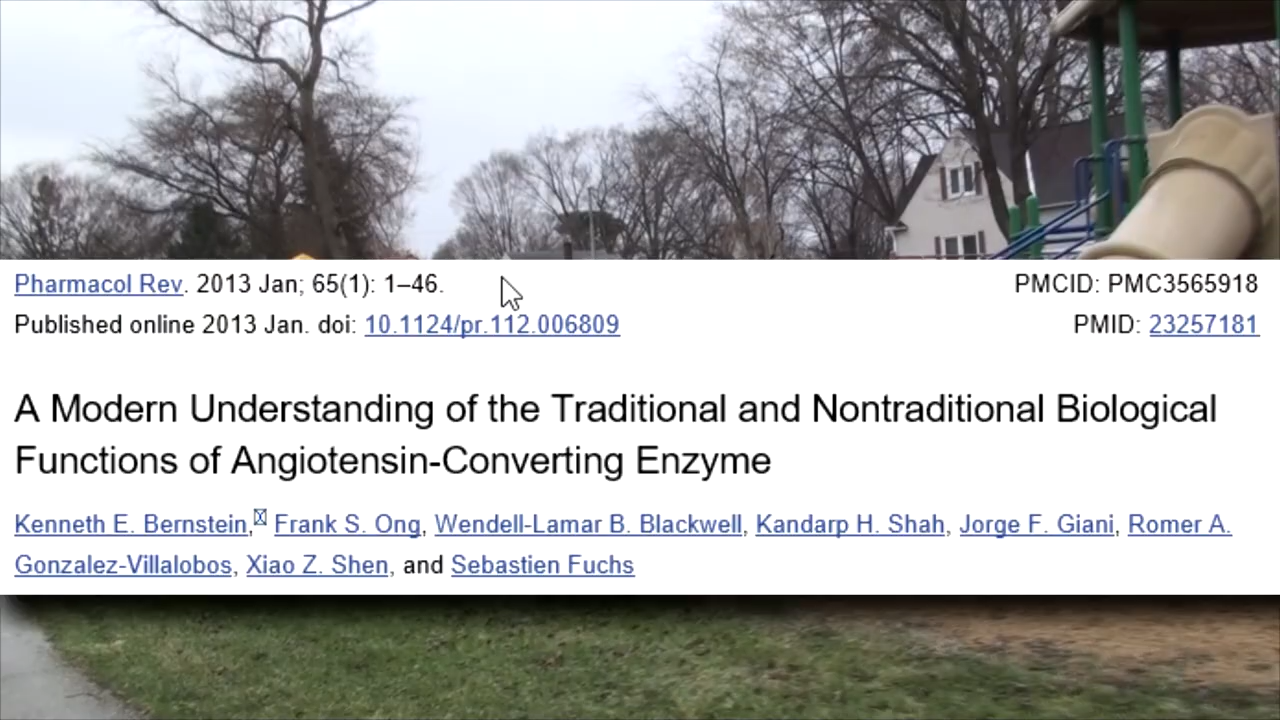 Pharmacol Rev. 2013 Jan; 65(1): 1–46.
PMCID: PMC3565918
Published online 2013 Jan. doi: 10.1124/pr.112.006809
PMID: 23257181
A Modern Understanding of the Traditional and Nontraditional Biological
Functions of Angiotensin-Converting Enzyme
Kenneth E. Bernstein, Frank S. Ong, Wendell-Lamar B. Blackwell, Kandarp H. Shah, Jorge F. Giani, Romer A.
Gonzalez-Villalobos, Xiao Z. Shen, and Sebastien Fuchs